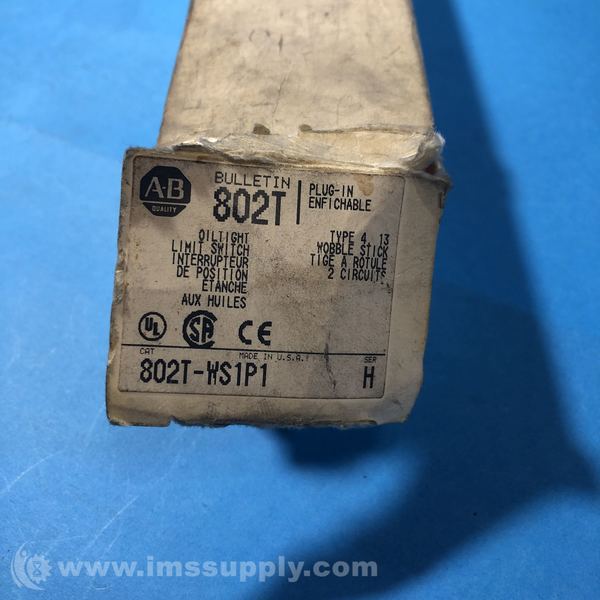 A-B
QUALITY
BULLETIN
802T
PLUG-IN
ENFICHABLE
OILTIGHT
LIMIT SWITCH
INTERRUPTEUR
DE POSITION
ETANCHE
AUX HUILES
TYPE 4, 13
WOBBLE STICK
TIGE A ROTULE
2 CIRCUITS
UL
SA
CE
MADE IN U.S.A.
CAT
SER
802T-WS1P1
H
www.imssupply.com